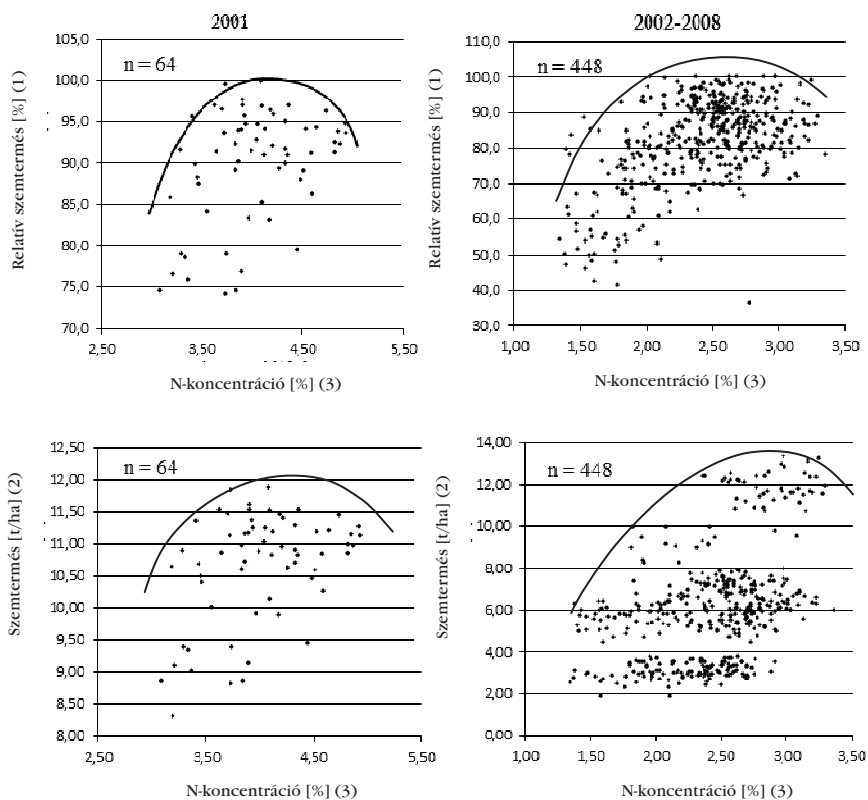 2001
Relatív szemtermés [%] (1)
n = 64
105,0
100,0
95,0
90,0
85,0
80,0
75,0
70,0
2,50 3,50 4,50 5,50
N-koncentráció [%] (3)
2002-2008
Relatív szemtermés [%] (1)
n = 448
110,0
100,0
90,0
80,0
70,0
60,0
50,0
40,0
30,0
1,00 1,50 2,00 2,50 3,00 3,50
N-koncentráció [%] (3)
Szemtermés [t/ha] (2)
n = 64
12,50
12,00
11,50
11,00
10,50
10,00
9,50
9,00
8,50
8,00
2,50 3,50 4,50 5,50
N-koncentráció [%] (3)
Szemtermés [t/ha] (2)
n = 448
14,00
12,00
10,00
8,00
6,00
4,00
2,00
0,00
1,00 1,50 2,00 2,50 3,00 3,50
N-koncentráció [%] (3)